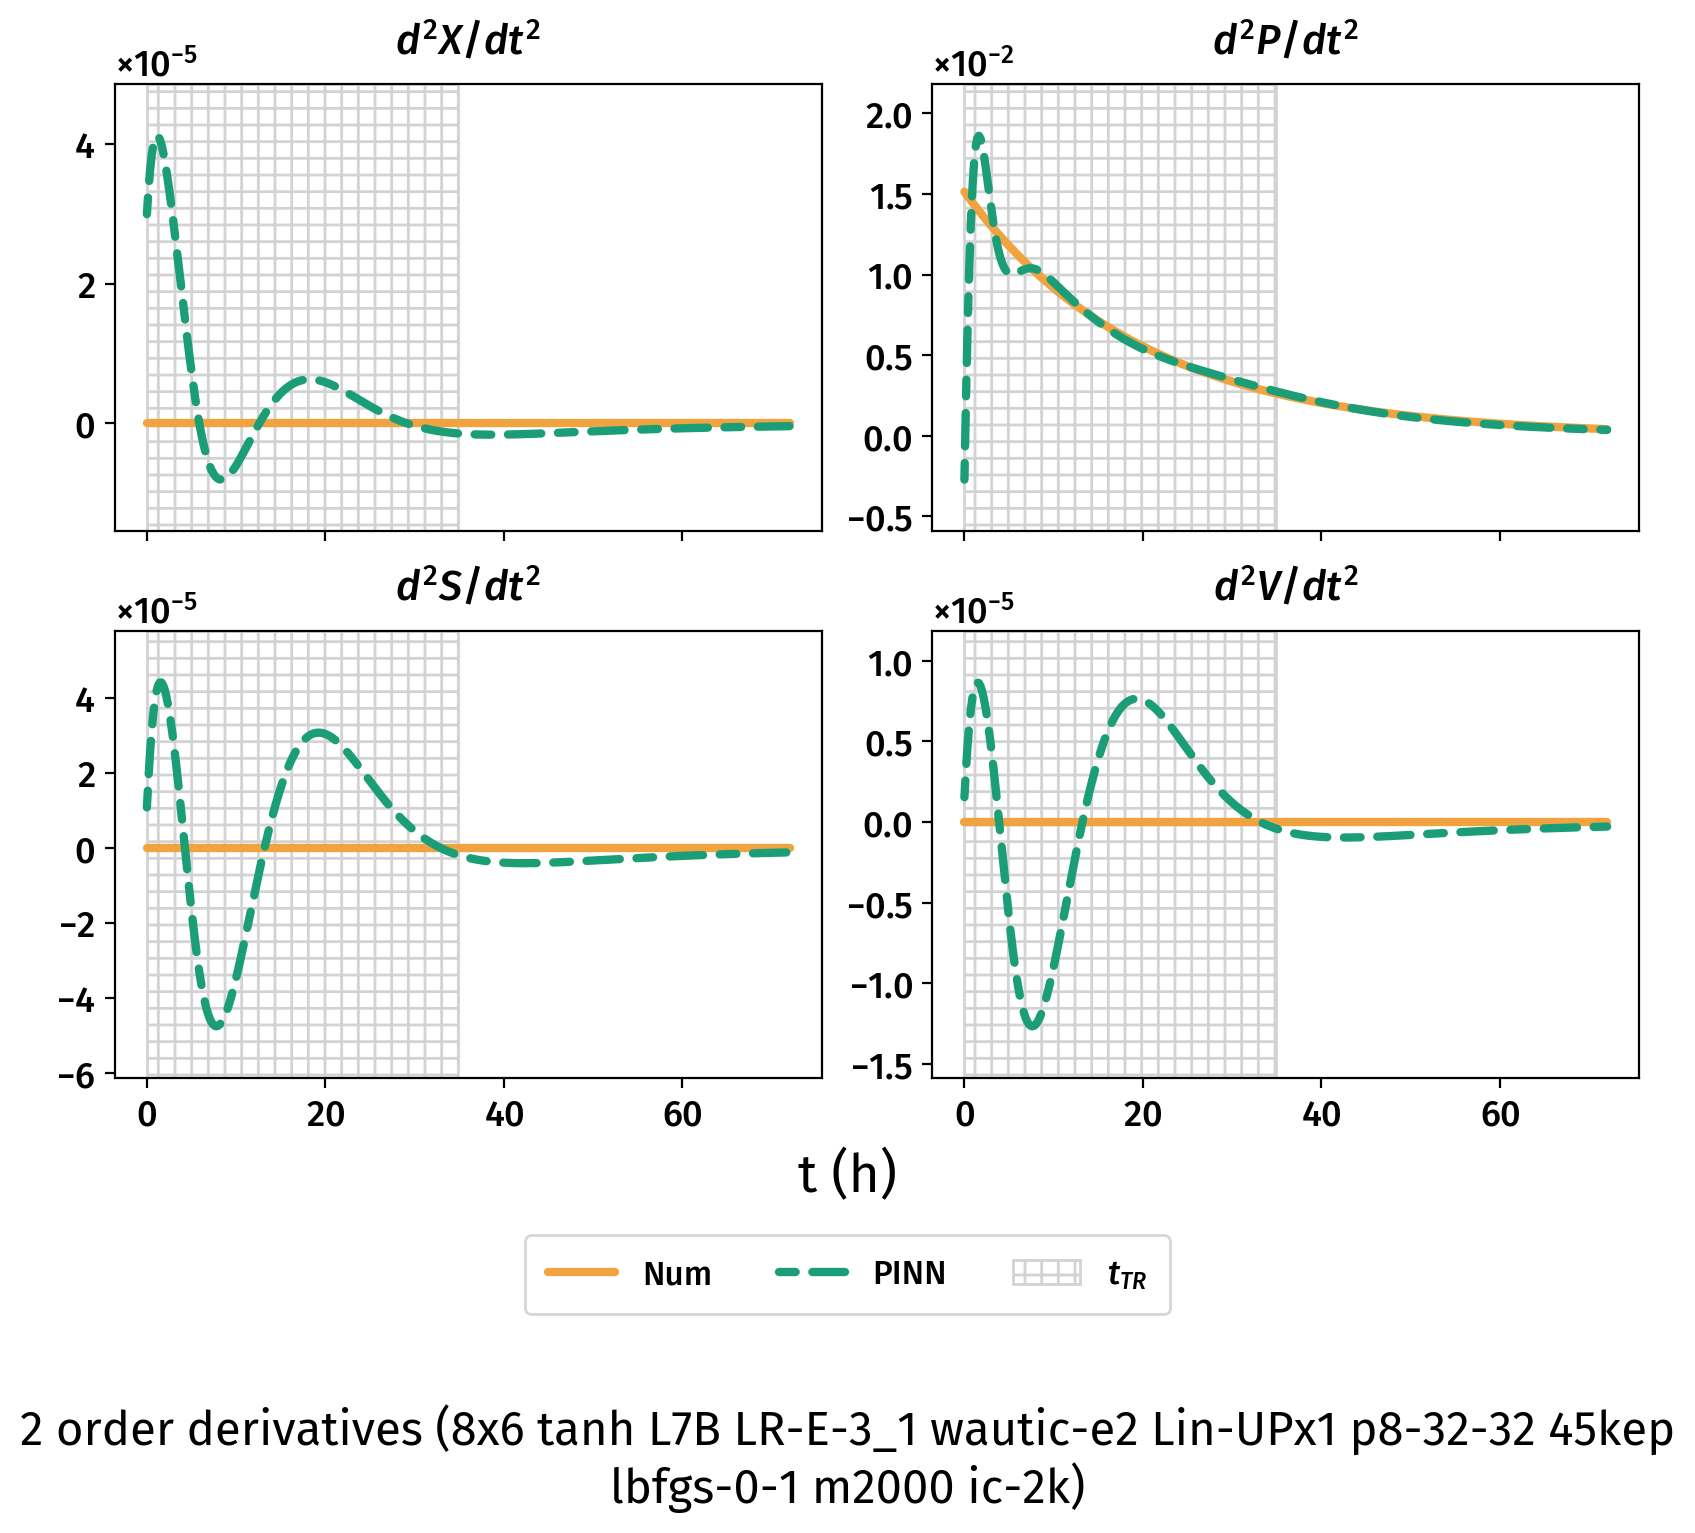 d²X/dt²
×10⁻⁵
4
2
0
d²P/dt²
×10⁻²
2.0
1.5
1.0
0.5
0.0
−0.5
d²S/dt²
×10⁻⁵
4
2
0
−2
−4
−6
0 20 40 60
d²V/dt²
×10⁻⁵
1.0
0.5
0.0
−0.5
−1.0
−1.5
0 20 40 60
t (h)
Num PINN t_TR
2 order derivatives (8x6 tanh L7B LR-E-3_1 wautic-e2 Lin-UPx1 p8-32-32 45kep
lbfgs-0-1 m2000 ic-2k)